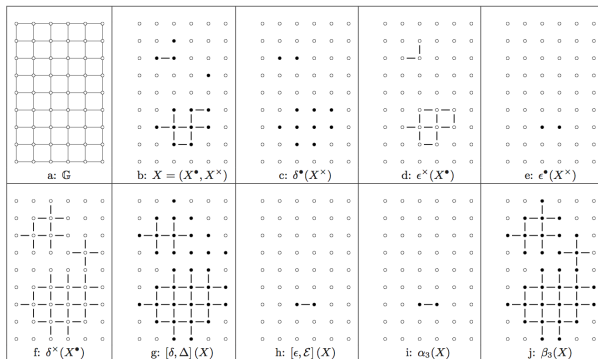 a: 𝔾
b: X = (X•, X×)
c: δ•(X×)
d: ϵ×(X•)
e: ϵ•(X×)
f: δ×(X•)
g: [δ, Δ] (X)
h: [ϵ, ℰ] (X)
i: α₃(X)
j: β₃(X)